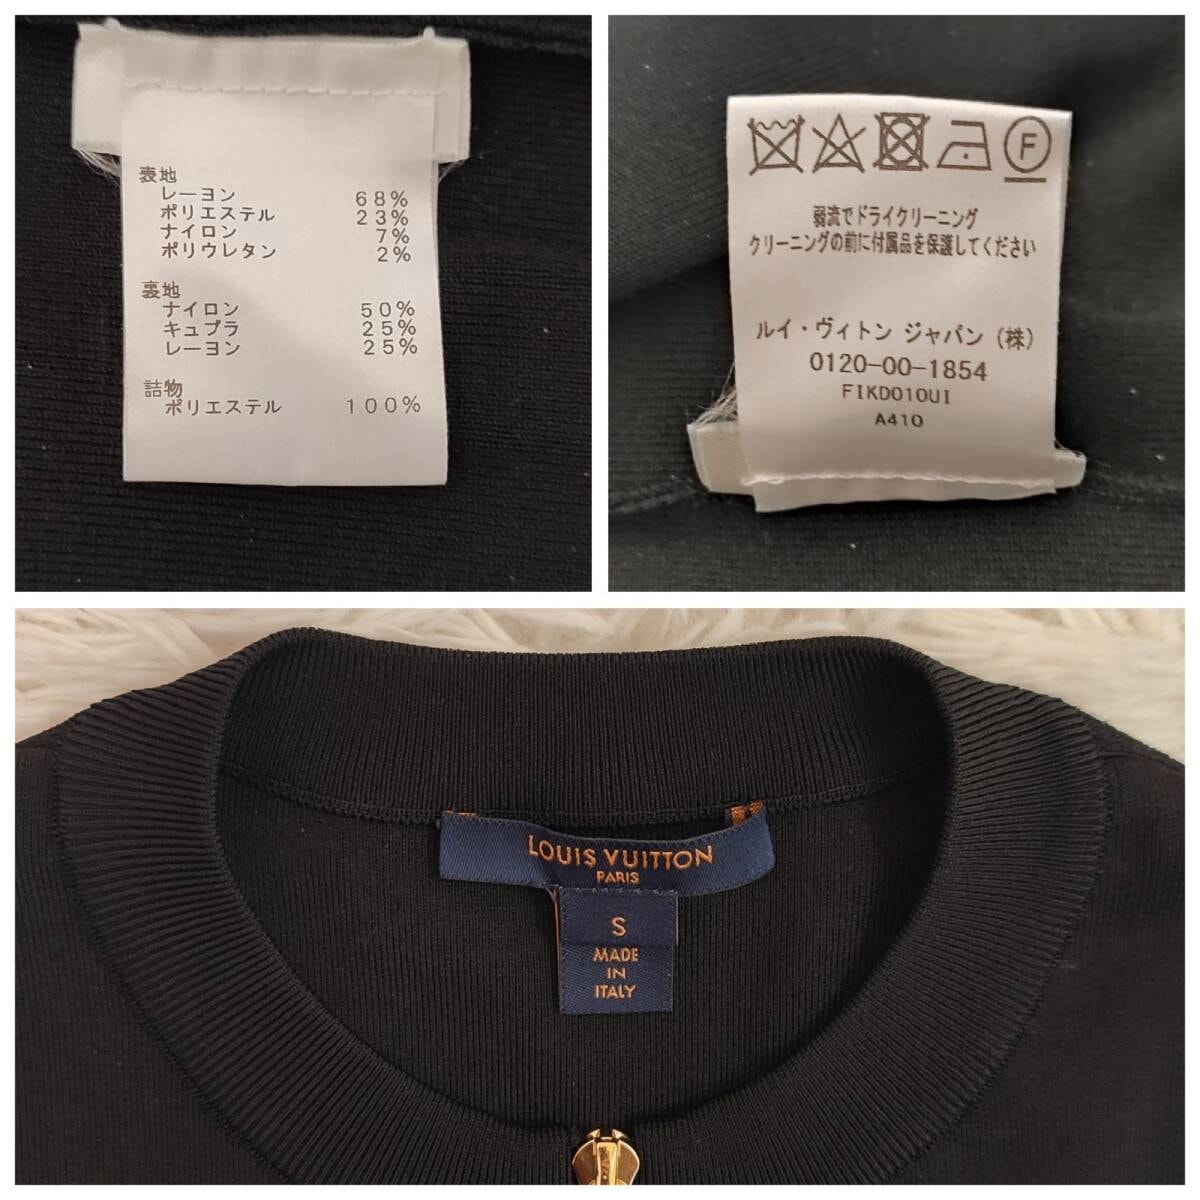 表地
レーヨン 68%
ポリエステル 23%
ナイロン 7%
ポリウレタン 2%
裏地
ナイロン 50%
キュプラ 25%
レーヨン 25%
詰物
ポリエステル 100%
F
弱流でドライクリーニング
クリーニングの前に付属品を保護してください
ルイ・ヴィトン ジャパン (株)
0120-00-1854
FIKD010UI
A410
LOUIS VUITTON
PARIS
S
MADE
IN
ITALY